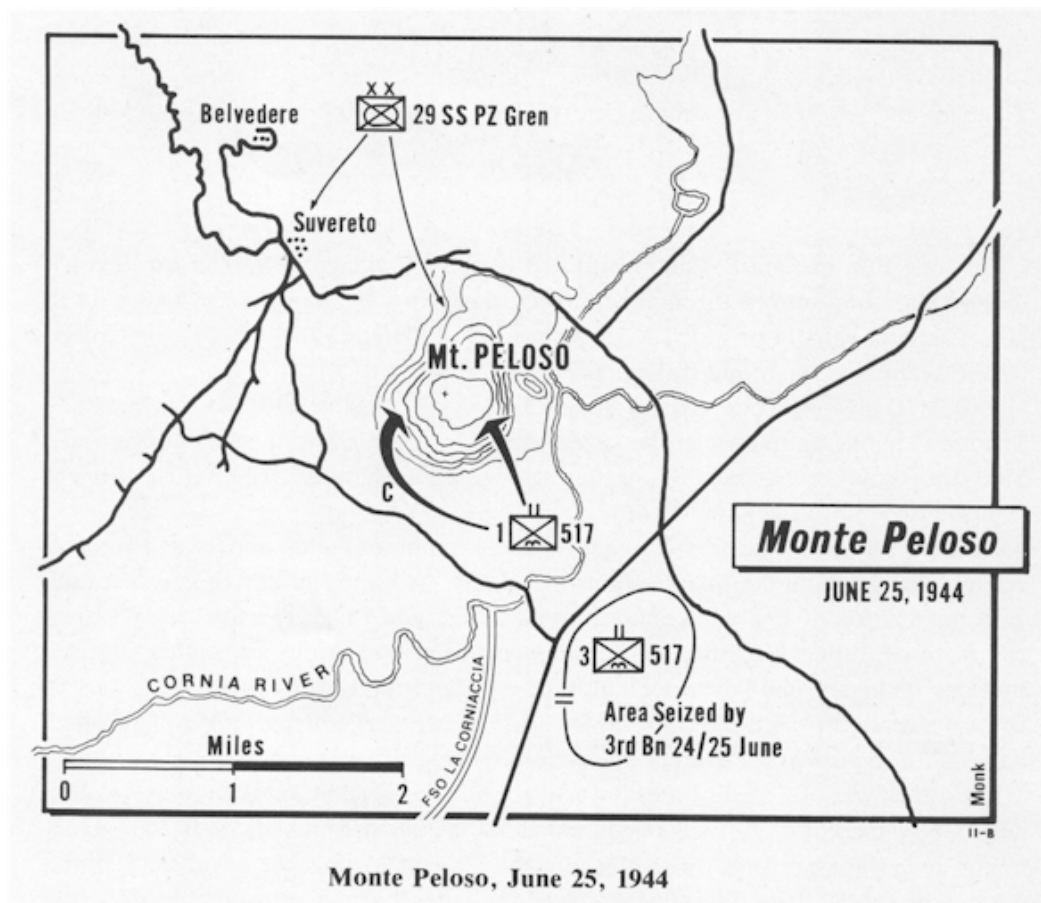 X X
29 SS PZ Gren
Belvedere
Suvereto
Mt. PELOSO
C
1
517
Monte Peloso
JUNE 25, 1944
3
517
CORNIA RIVER
FSO LA CORNIACCIA
Area Seized by
3rd Bn 24/25 June
Miles
0 1 2
Monk
II-8
Monte Peloso, June 25, 1944